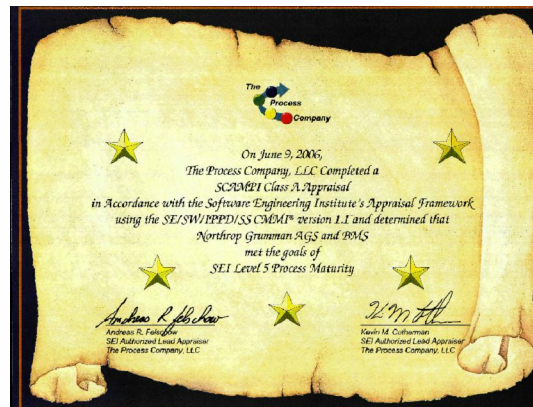 The
Process
Company
On June 9, 2006,
The Process Company, LLC Completed a
SCAMPI Class A Appraisal
in Accordance with the Software Engineering Institute's Appraisal Framework
using the SE/SW/IPPD/SS CMMI® version 1.1 and determined that
Northrop Grumman AGS and BMS
met the goals of
SEI Level 5 Process Maturity
Andreas R. Felschow
Andreas R. Felschow
SEI Authorized Lead Appraiser
The Process Company, LLC
Kevin M. Cotherman
SEI Authorized Lead Appraiser
The Process Company, LLC